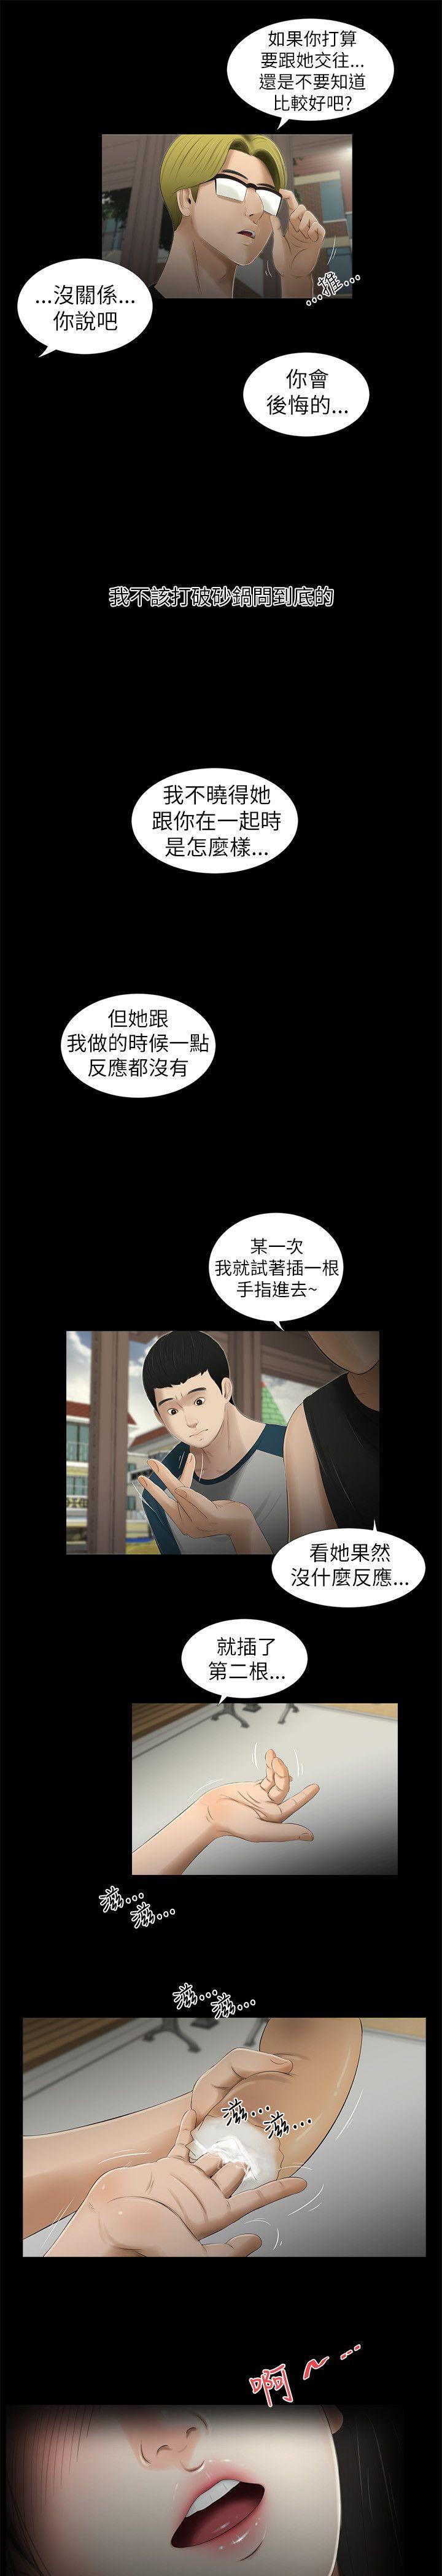 如果你打算
要跟她交往...
還是不要知道
比較好吧?
...推...
...沒關係...
你說吧
你會
後悔的...
我不該打破砂鍋問到底的
我不曉得她
跟你在一起時
是怎麼樣...
但她跟
我做的時候一點
反應都沒有
某一次
我就試著插一根
手指進去~
看她果然
沒什麼反應...
就插了
第二根...
滋...
滋...
滋...
滋...
滋...
滋...
啊~...